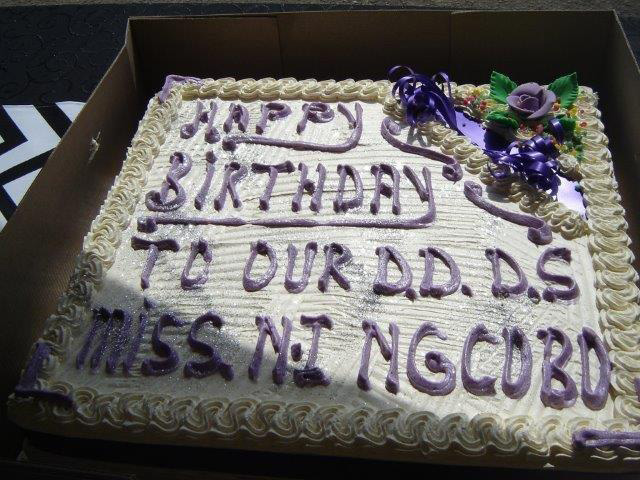 HAPPY
BIRTHDAY
TO OUR D.D. D.S
MISS. N.I NGCOBO